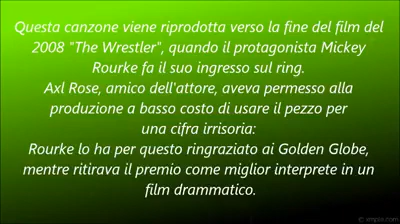 Questa canzone viene riprodotta verso la fine del film del
2008 "The Wrestler", quando il protagonista Mickey
Rourke fa il suo ingresso sul ring.
Axl Rose, amico dell'attore, aveva permesso alla
produzione a basso costo di usare il pezzo per
una cifra irrisoria:
Rourke lo ha per questo ringraziato ai Golden Globe,
mentre ritirava il premio come miglior interprete in un
film drammatico.